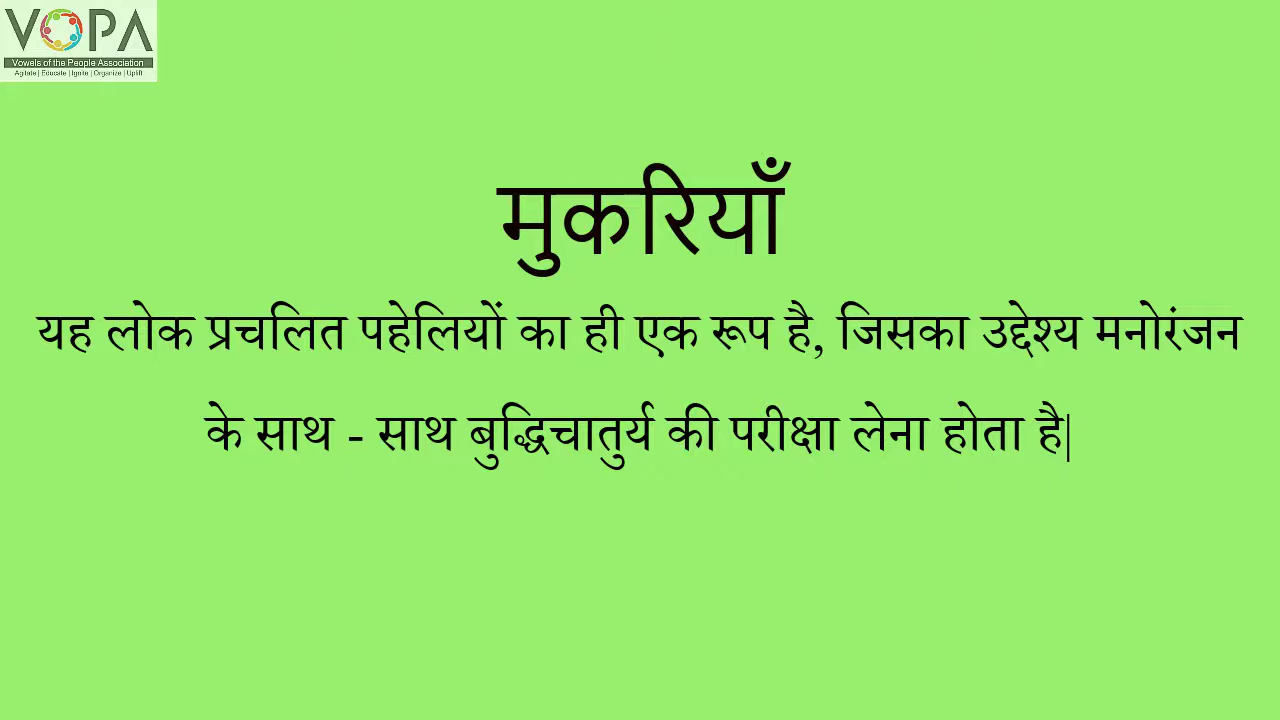 VOPA
Vowels of the People Association
Agitate | Educate | Ignite | Organize | Uplift
मुकरियाँ
यह लोक प्रचलित पहेलियों का ही एक रूप है, जिसका उद्देश्य मनोरंजन
के साथ - साथ बुद्धिचातुर्य की परीक्षा लेना होता है|